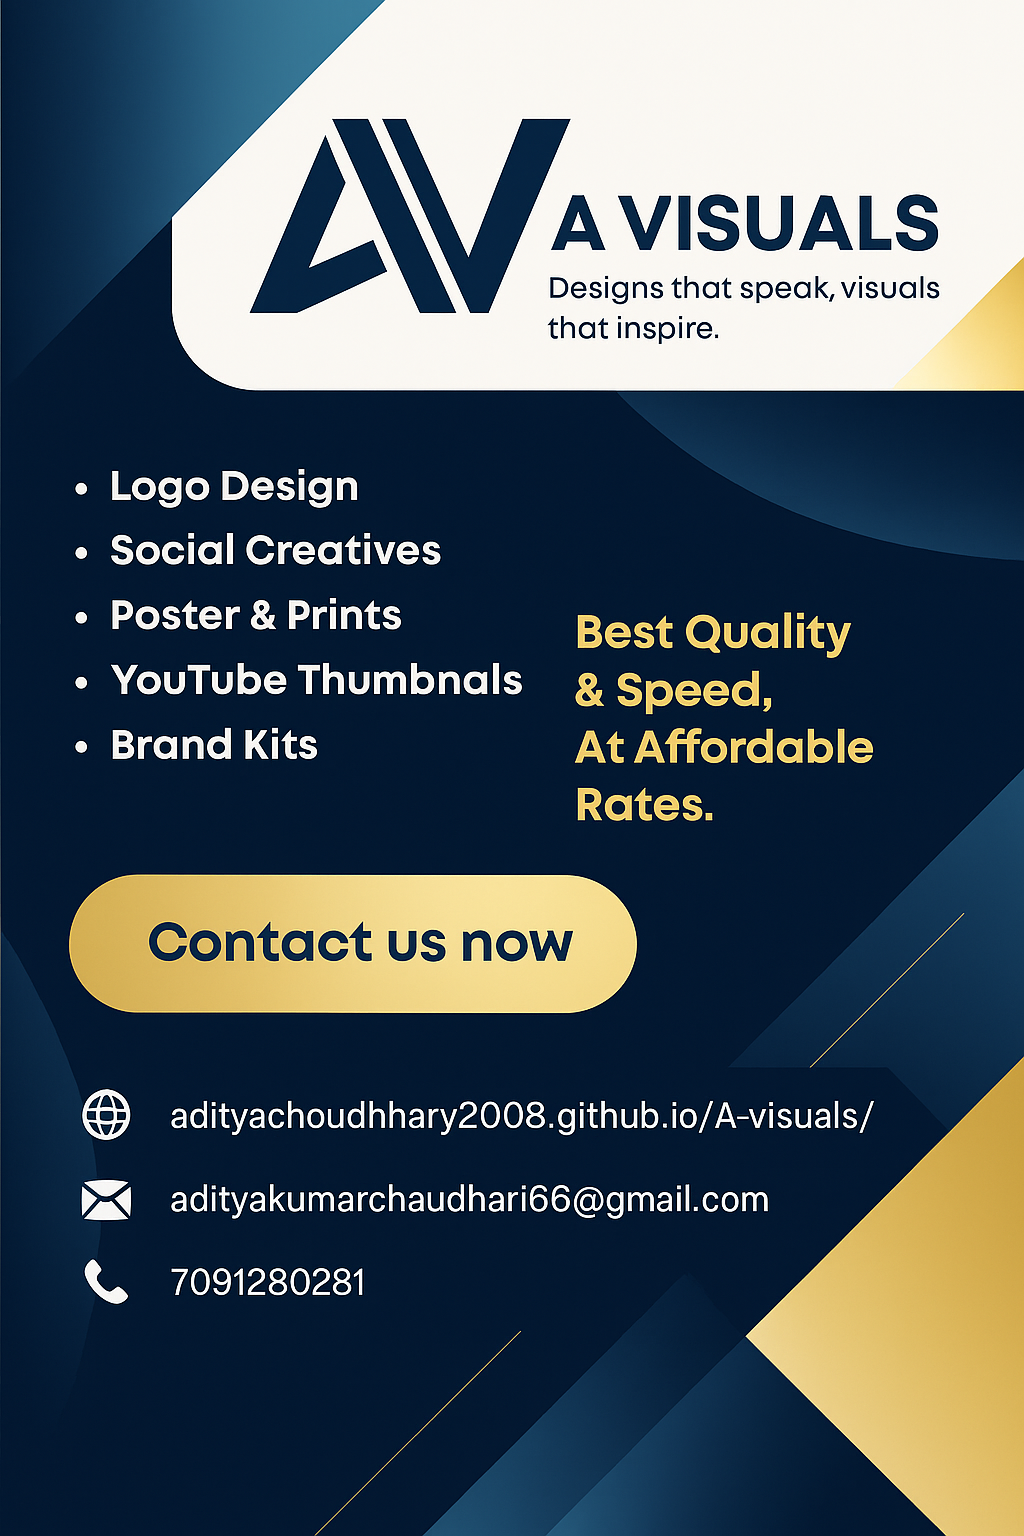 AV
A VISUALS
Designs that speak, visuals
that inspire.
• Logo Design
• Social Creatives
• Poster & Prints
• YouTube Thumbnals
• Brand Kits
Best Quality
& Speed,
At Affordable
Rates.
Contact us now
adityachoudhhary2008.github.io/A-visuals/
adityakumarchaudhari66@gmail.com
7091280281